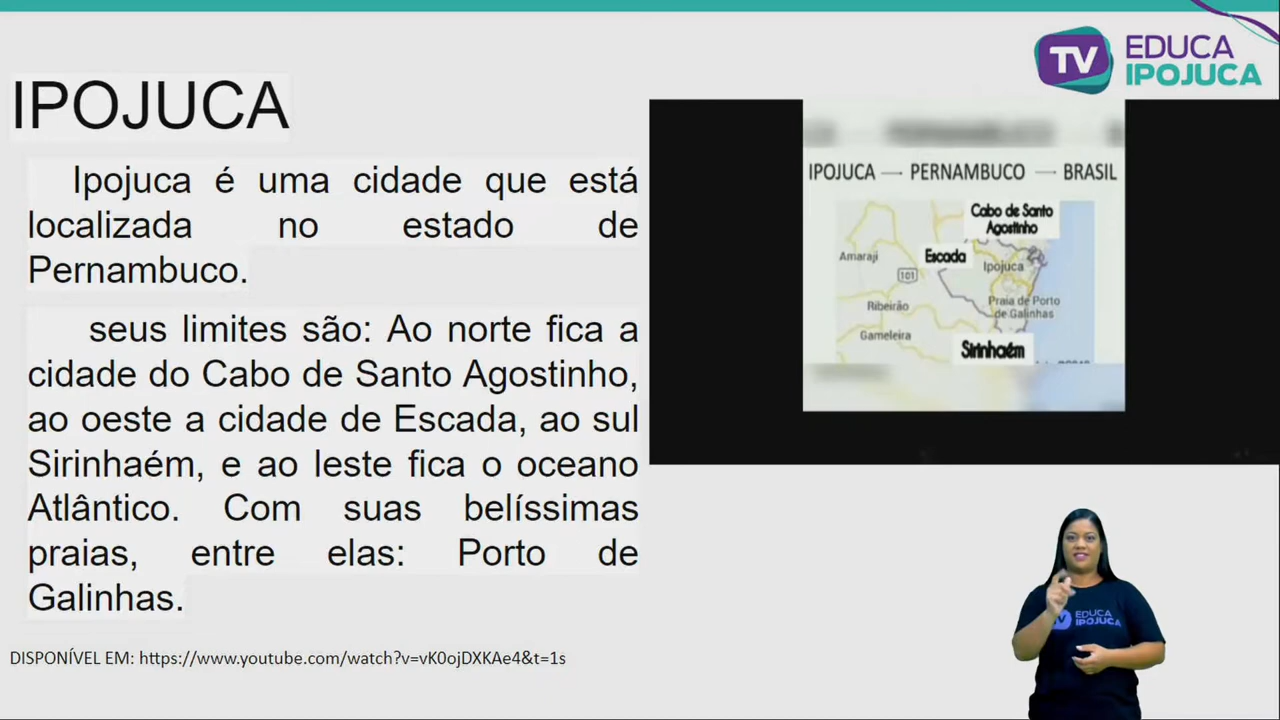 TV EDUCA
IPOJUCA
IPOJUCA
Ipojuca é uma cidade que está
localizada no estado de
Pernambuco.
seus limites são: Ao norte fica a
cidade do Cabo de Santo Agostinho,
ao oeste a cidade de Escada, ao sul
Sirinhaém, e ao leste fica o oceano
Atlântico. Com suas belíssimas
praias, entre elas: Porto de
Galinhas.
DISPONÍVEL EM: https://www.youtube.com/watch?v=vK0ojDXKAe4&t=1s
IPOJUCA — PERNAMBUCO — BRASIL
Cabo de Santo
Agostinho
Amaraji
Escada
Ipojuca
101
Ribeirão
Praia de Porto
de Galinhas
Gameleira
Sirinhaém
TV EDUCA
IPOJUCA